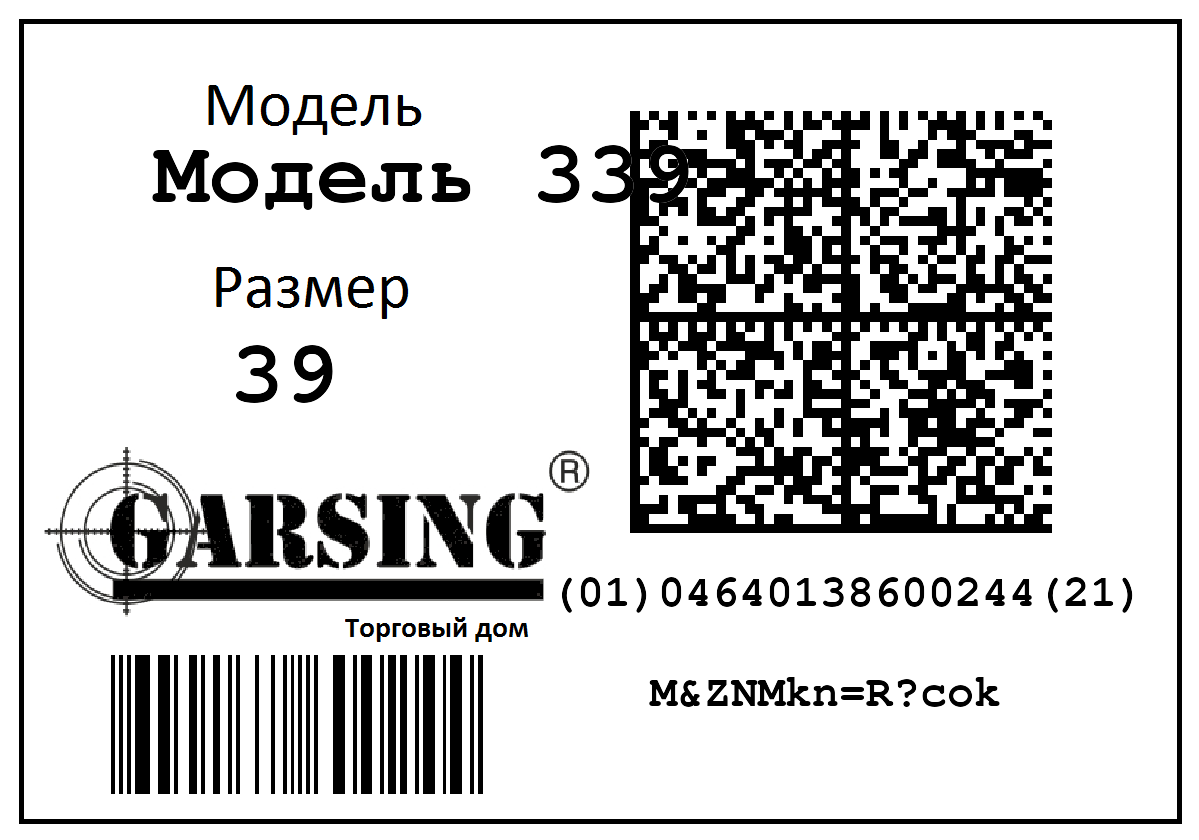 Модель
Модель 339
Размер
39
GARSING®
Торговый дом
(01)04640138600244(21)
M&ZNMkn=R?cok